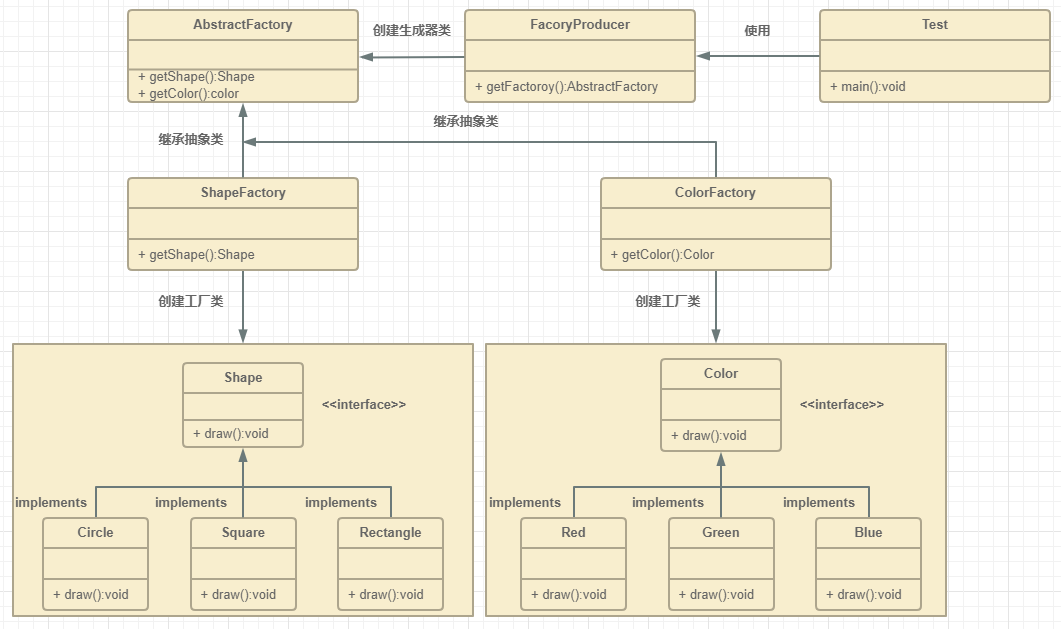 AbstractFactory
+ getShape():Shape
+ getColor():color
创建生成器类
FacoryProducer
+ getFactoroy():AbstractFactory
使用
Test
+ main():void
继承抽象类
继承抽象类
ShapeFactory
+ getShape():Shape
ColorFactory
+ getColor():Color
创建工厂类
创建工厂类
Shape
+ draw():void
<<interface>>
Color
+ draw():void
<<interface>>
implements
implements
implements
implements
implements
implements
Circle
+ draw():void
Square
+ draw():void
Rectangle
+ draw():void
Red
+ draw():void
Green
+ draw():void
Blue
+ draw():void